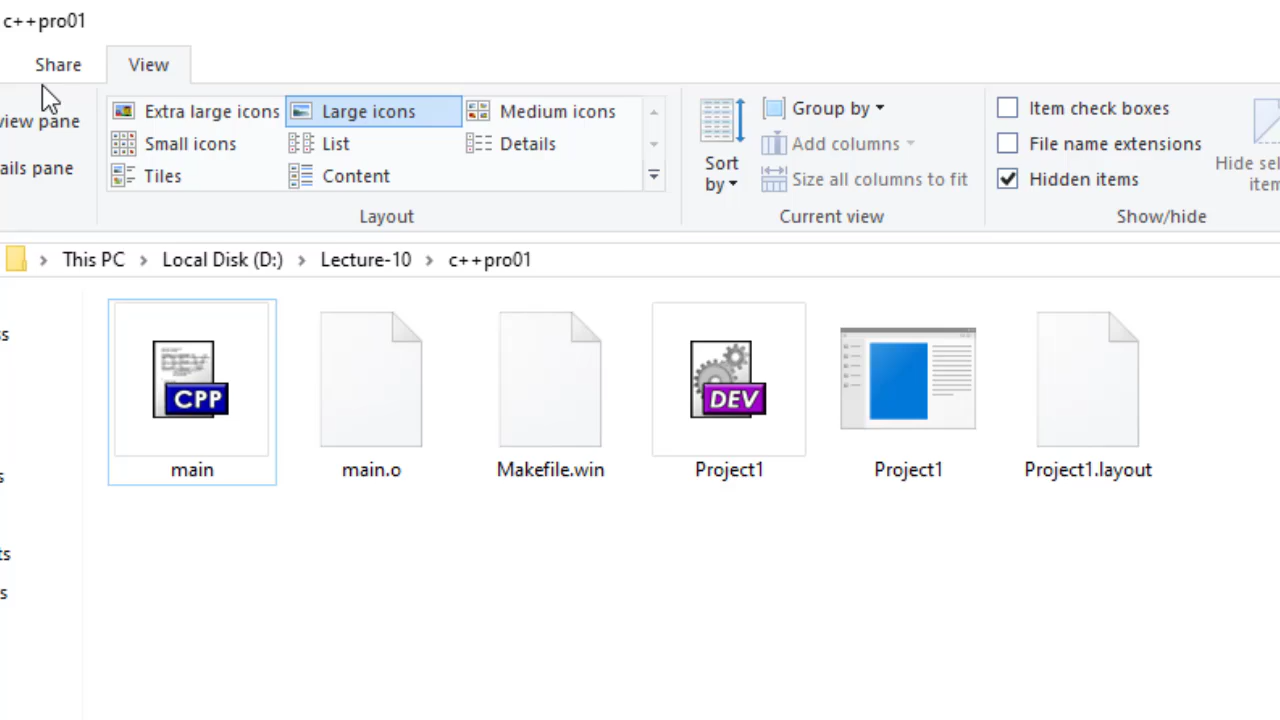 c++pro01
Share
View
view pane
ails pane
Extra large icons
Large icons
Medium icons
Small icons
List
Details
Tiles
Content
Layout
Sort by
Group by
Add columns
Size all columns to fit
Current view
Item check boxes
File name extensions
Hidden items
Hide sel
item
Show/hide
This PC > Local Disk (D:) > Lecture-10 > c++pro01
s
s
ts
s
DEV
CPP
DEV
main
main.o
Makefile.win
Project1
Project1
Project1.layout